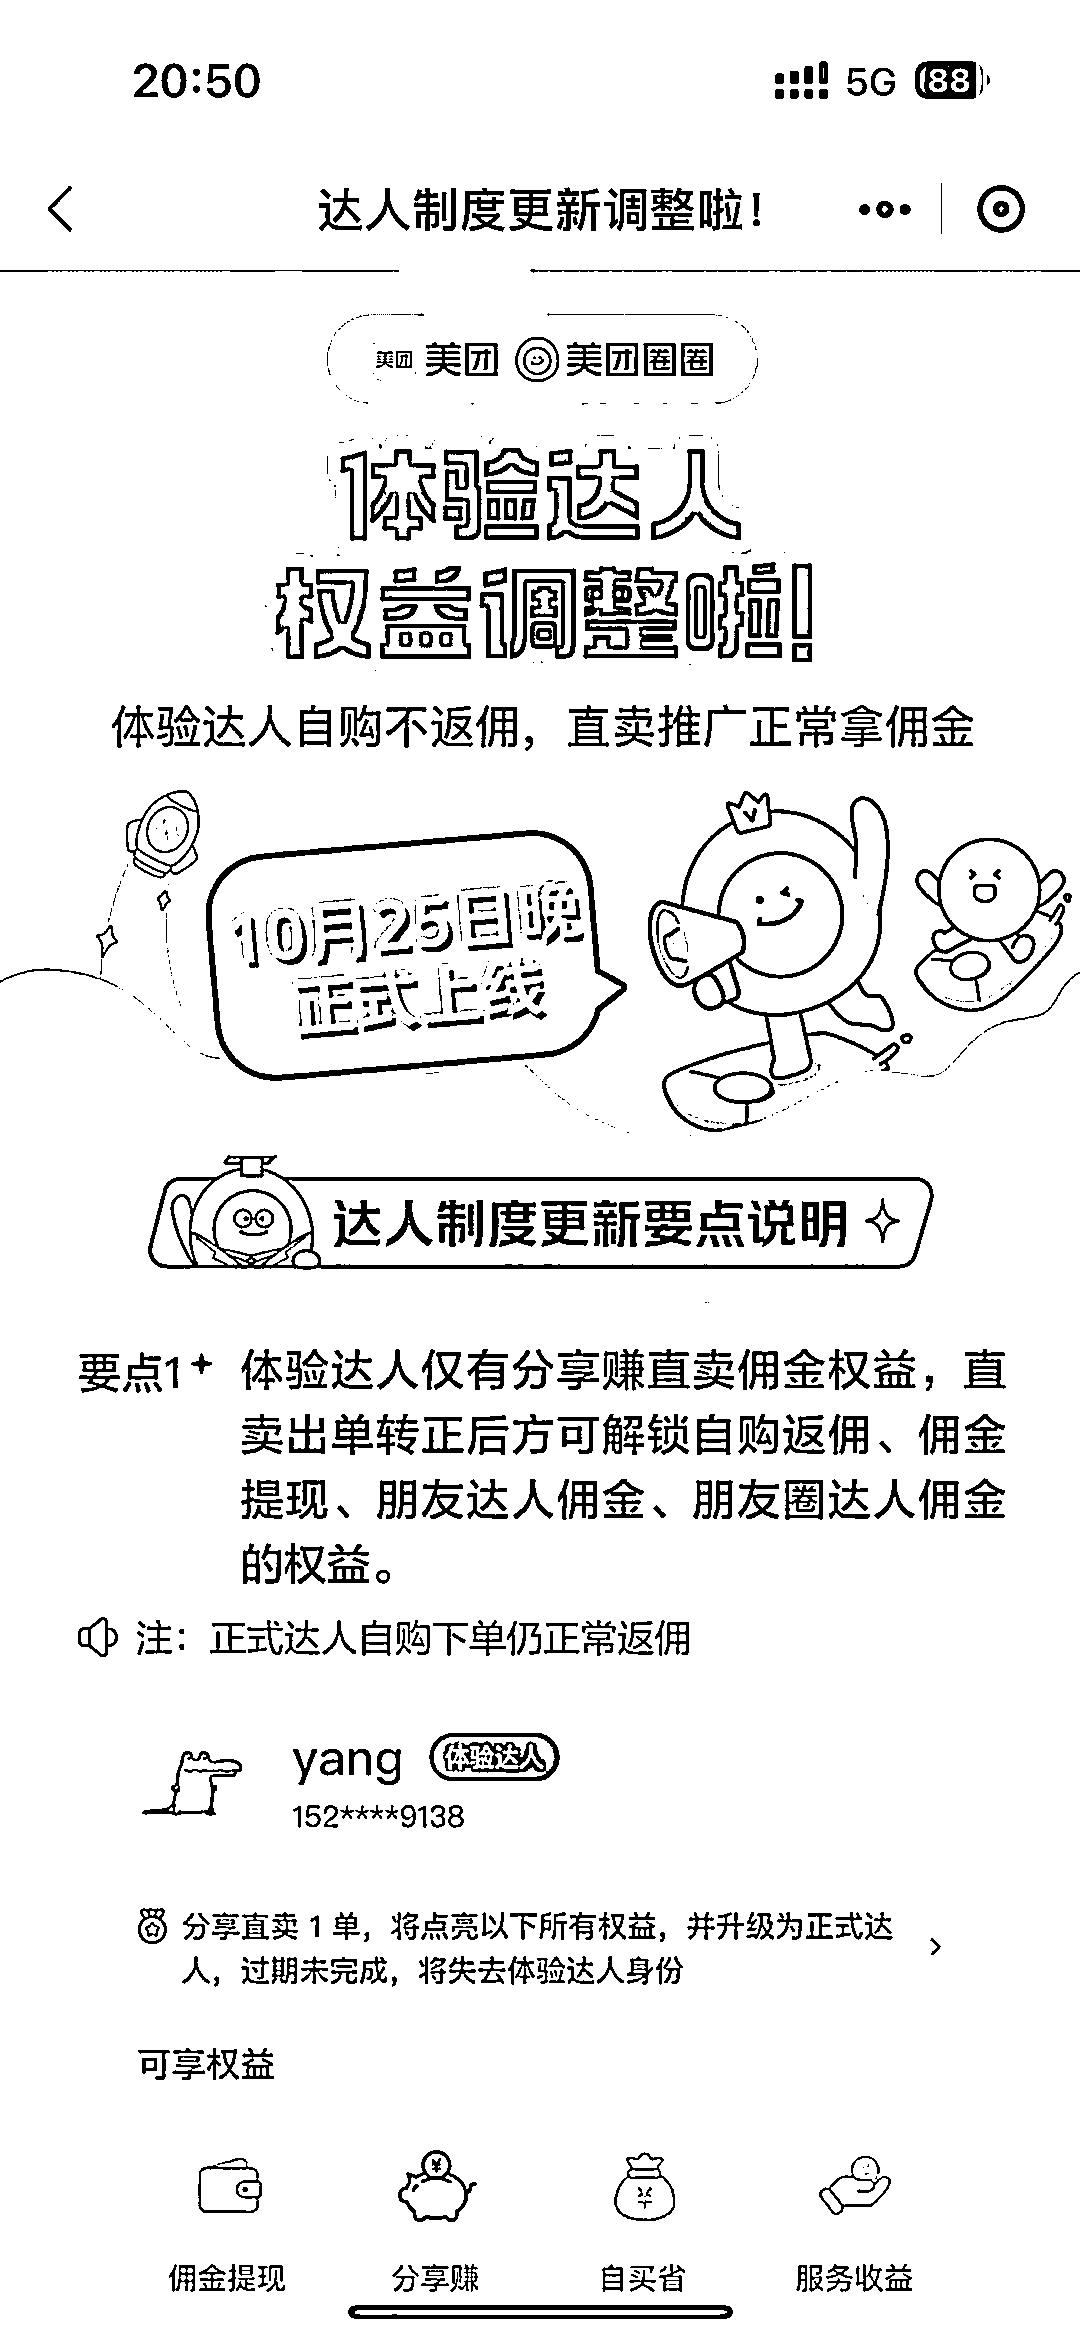 20:50
5G 88
达人制度更新调整啦!
美团 美团 美团圈圈
体验达人
权益调整啦!
体验达人自购不返佣，直卖推广正常拿佣金
10月25日晚
正式上线
达人制度更新要点说明
要点1 体验达人仅有分享赚直卖佣金权益，直
卖出单转正后方可解锁自购返佣、佣金
提现、朋友达人佣金、朋友圈达人佣金
的权益。
注：正式达人自购下单仍正常返佣
yang 体验达人
152****9138
分享直卖 1 单，将点亮以下所有权益，并升级为正式达
人，过期未完成，将失去体验达人身份
可享权益
佣金提现 分享赚 自买省 服务收益